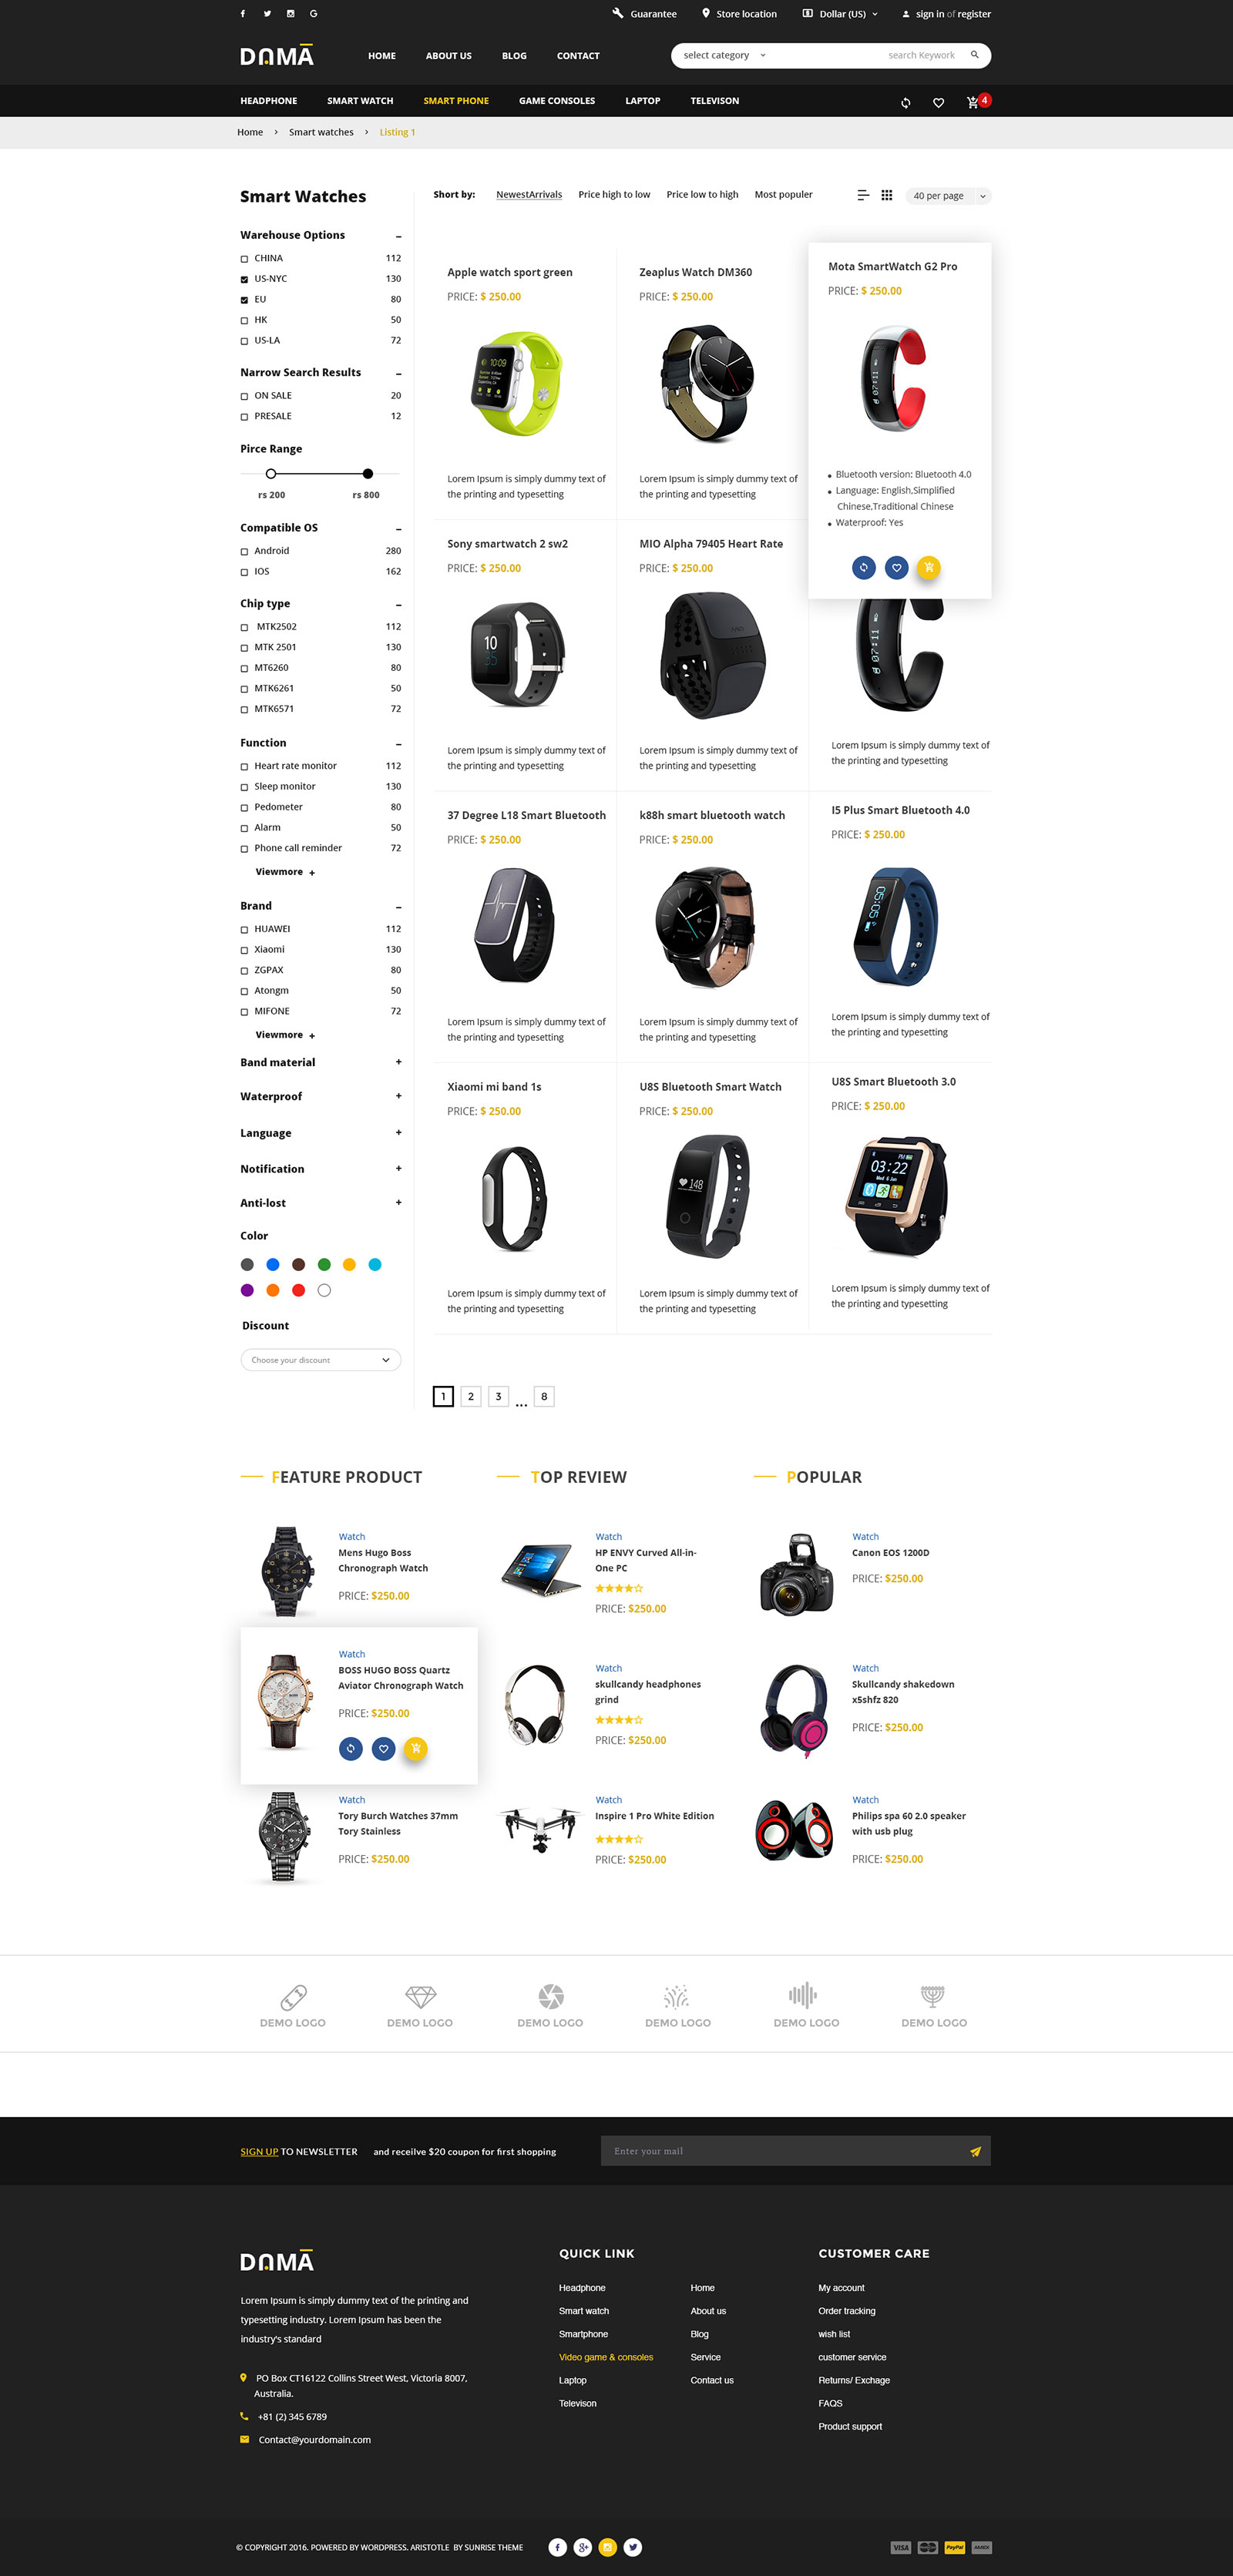 Guarantee
Store location
Dollar (US)
sign in of register
DAMA
HOME
ABOUT US
BLOG
CONTACT
select category
search Keywork
HEADPHONE
SMART WATCH
SMART PHONE
GAME CONSOLES
LAPTOP
TELEVISON
4
Home > Smart watches > Listing 1
Smart Watches
Warehouse Options –
CHINA 112
US-NYC 130
EU 80
HK 50
US-LA 72
Narrow Search Results –
ON SALE 20
PRESALE 12
Pirce Range
rs 200 rs 800
Compatible OS –
Android 280
IOS 162
Chip type –
MTK2502 112
MTK 2501 130
MT6260 80
MTK6261 50
MTK6571 72
Function –
Heart rate monitor 112
Sleep monitor 130
Pedometer 80
Alarm 50
Phone call reminder 72
Viewmore +
Brand –
HUAWEI 112
Xiaomi 130
ZGPAX 80
Atongm 50
MIFONE 72
Viewmore +
Band material +
Waterproof +
Language +
Notification +
Anti-lost +
Color
Discount
Choose your discount
Short by:
NewestArrivals
Price high to low
Price low to high
Most populer
40 per page
Apple watch sport green
PRICE: $ 250.00
10:09
Lorem Ipsum is simply dummy text of
the printing and typesetting
Zeaplus Watch DM360
PRICE: $ 250.00
Lorem Ipsum is simply dummy text of
the printing and typesetting
Mota SmartWatch G2 Pro
PRICE: $ 250.00
07:11
• Bluetooth version: Bluetooth 4.0
• Language: English,Simplified
Chinese,Traditional Chinese
• Waterproof: Yes
Sony smartwatch 2 sw2
PRICE: $ 250.00
10
35
Lorem Ipsum is simply dummy text of
the printing and typesetting
MIO Alpha 79405 Heart Rate
PRICE: $ 250.00
Lorem Ipsum is simply dummy text of
the printing and typesetting
07:11
Lorem Ipsum is simply dummy text of
the printing and typesetting
37 Degree L18 Smart Bluetooth
PRICE: $ 250.00
Lorem Ipsum is simply dummy text of
the printing and typesetting
k88h smart bluetooth watch
PRICE: $ 250.00
Lorem Ipsum is simply dummy text of
the printing and typesetting
I5 Plus Smart Bluetooth 4.0
PRICE: $ 250.00
05:05
Lorem Ipsum is simply dummy text of
the printing and typesetting
Xiaomi mi band 1s
PRICE: $ 250.00
Lorem Ipsum is simply dummy text of
the printing and typesetting
U8S Bluetooth Smart Watch
PRICE: $ 250.00
148
Lorem Ipsum is simply dummy text of
the printing and typesetting
U8S Smart Bluetooth 3.0
PRICE: $ 250.00
03:22
Lorem Ipsum is simply dummy text of
the printing and typesetting
1 2 3 ... 8
FEATURE PRODUCT
Watch
Mens Hugo Boss
Chronograph Watch
PRICE: $250.00
Watch
BOSS HUGO BOSS Quartz
Aviator Chronograph Watch
PRICE: $250.00
Watch
Tory Burch Watches 37mm
Tory Stainless
PRICE: $250.00
TOP REVIEW
Watch
HP ENVY Curved All-in-
One PC
PRICE: $250.00
Watch
skullcandy headphones
grind
PRICE: $250.00
Watch
Inspire 1 Pro White Edition
PRICE: $250.00
POPULAR
Watch
Canon EOS 1200D
PRICE: $250.00
Watch
Skullcandy shakedown
x5shfz 820
PRICE: $250.00
Watch
Philips spa 60 2.0 speaker
with usb plug
PRICE: $250.00
DEMO LOGO
DEMO LOGO
DEMO LOGO
DEMO LOGO
DEMO LOGO
DEMO LOGO
SIGN UP TO NEWSLETTER and receilve $20 coupon for first shopping
Enter your mail
DAMA
Lorem Ipsum is simply dummy text of the printing and
typesetting industry. Lorem Ipsum has been the
industry's standard
PO Box CT16122 Collins Street West, Victoria 8007,
Australia.
+81 (2) 345 6789
Contact@yourdomain.com
QUICK LINK
Headphone
Smart watch
Smartphone
Video game & consoles
Laptop
Televison
Home
About us
Blog
Service
Contact us
CUSTOMER CARE
My account
Order tracking
wish list
customer service
Returns/ Exchage
FAQS
Product support
© COPYRIGHT 2016. POWERED BY WORDPRESS. ARISTOTLE BY SUNRISE THEME
VISA
PayPal